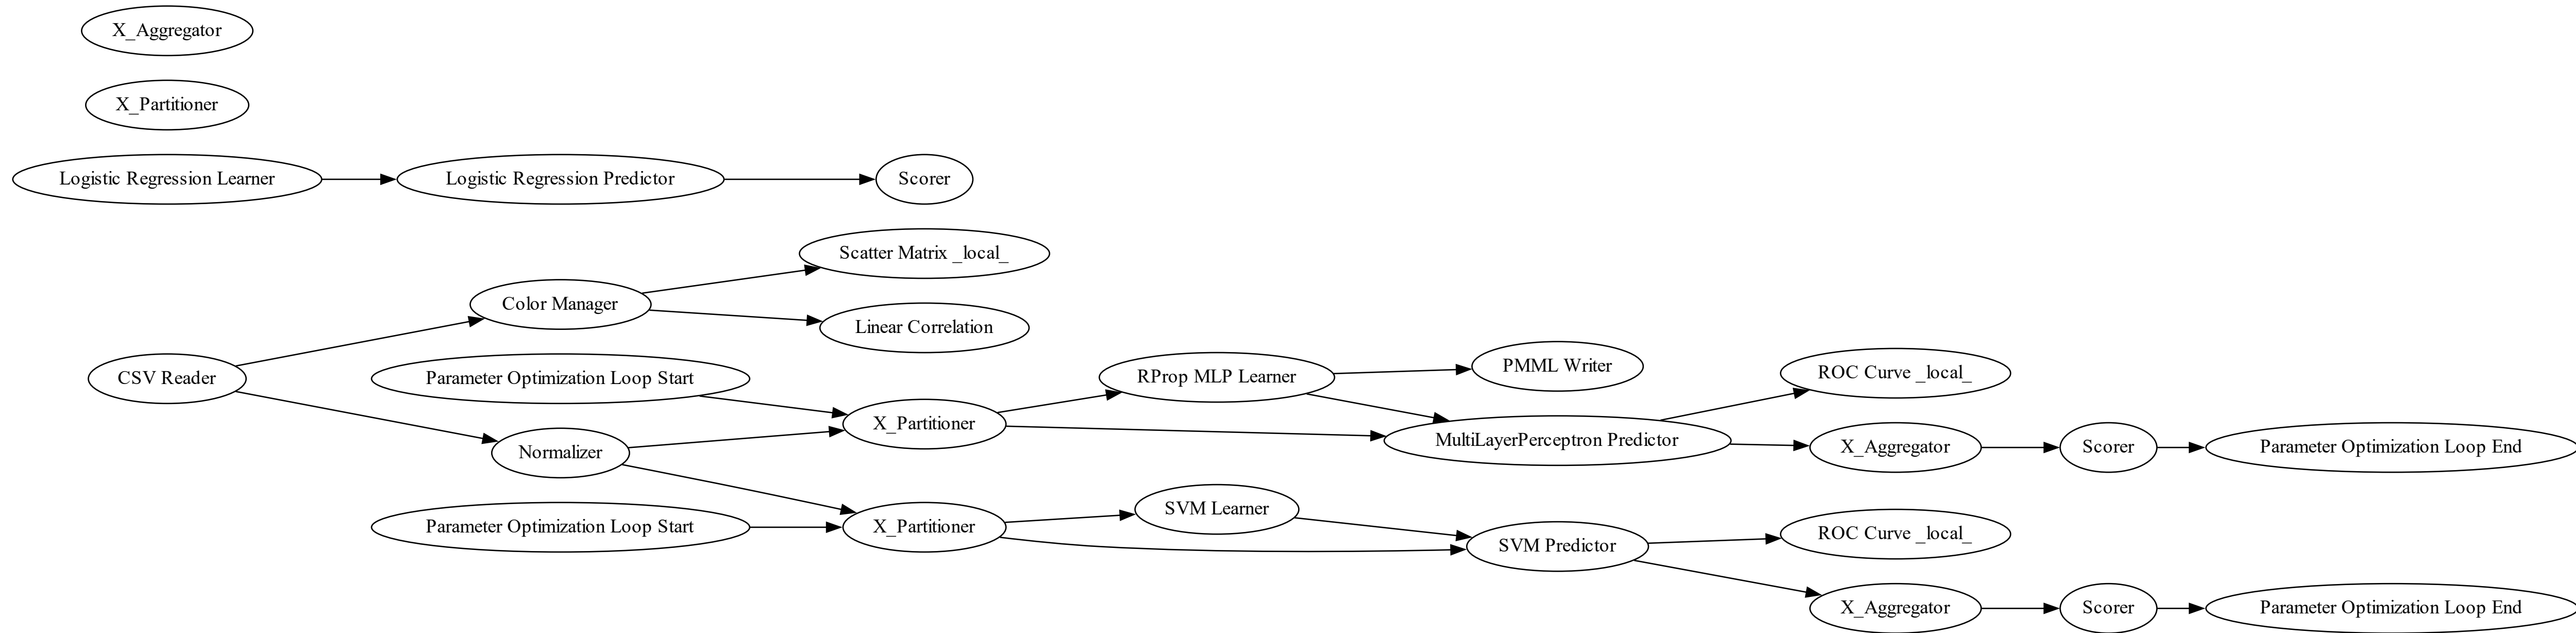 X_Aggregator
X_Partitioner
Logistic Regression Learner
Logistic Regression Predictor
Scorer
Scatter Matrix _local_
Color Manager
Linear Correlation
CSV Reader
Parameter Optimization Loop Start
Normalizer
Parameter Optimization Loop Start
X_Partitioner
X_Partitioner
RProp MLP Learner
PMML Writer
MultiLayerPerceptron Predictor
ROC Curve _local_
X_Aggregator
Scorer
Parameter Optimization Loop End
SVM Learner
SVM Predictor
ROC Curve _local_
X_Aggregator
Scorer
Parameter Optimization Loop End